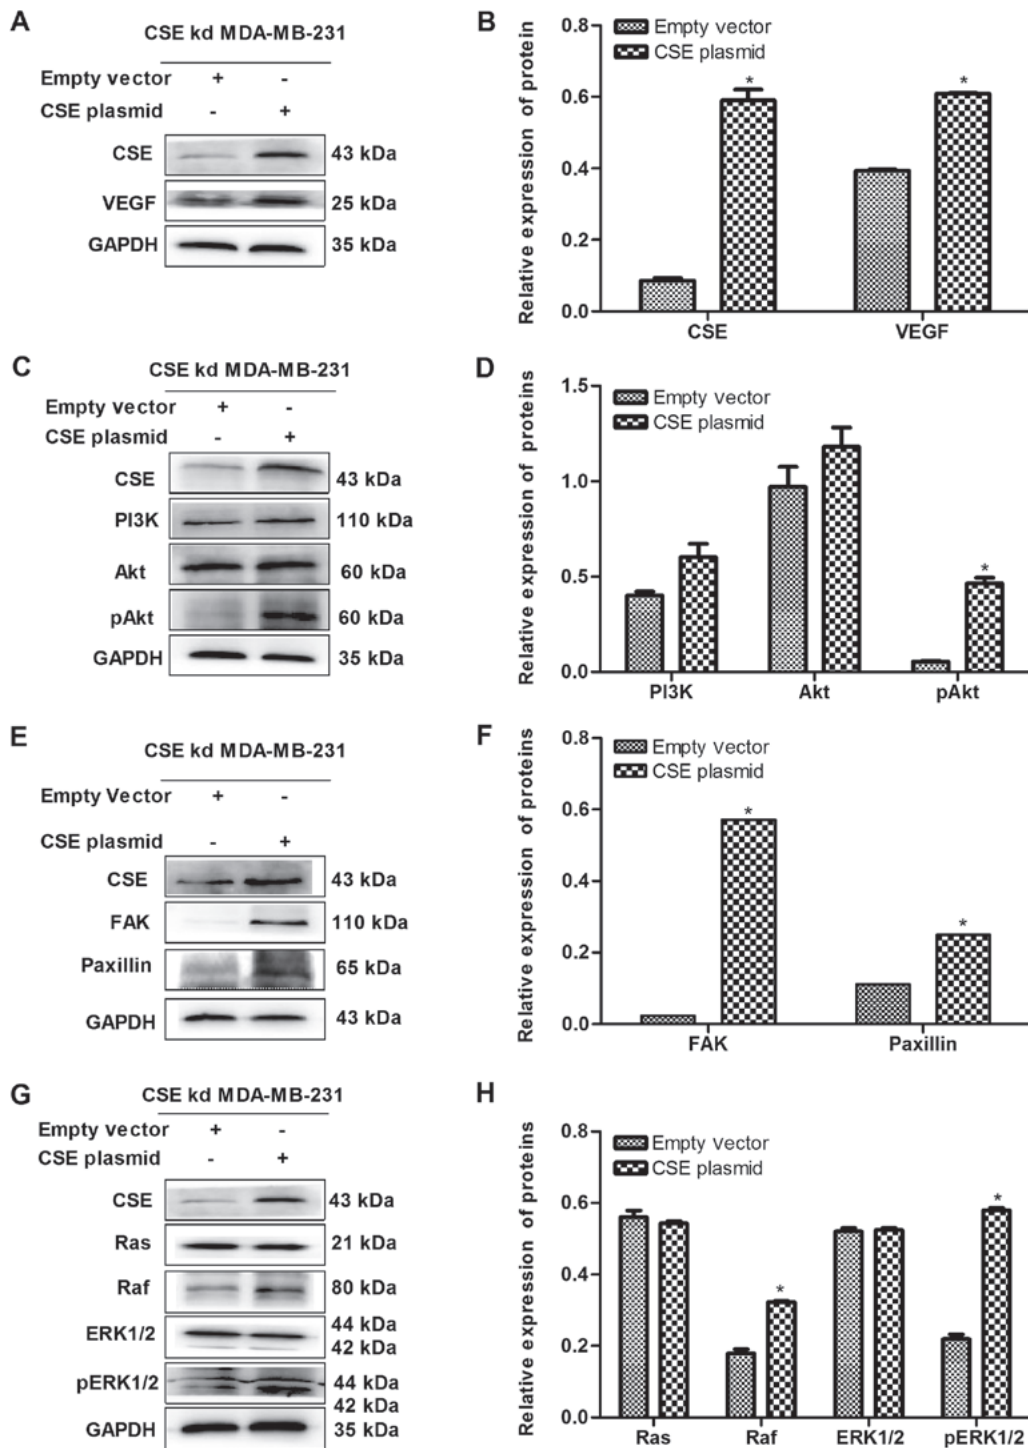 A
CSE kd MDA-MB-231
Empty vector + -
CSE plasmid - +
CSE 43 kDa
VEGF 25 kDa
GAPDH 35 kDa
B
Relative expression of protein
0.8
0.6
0.4
0.2
0.0
Empty vector
CSE plasmid
* *
CSE VEGF
C
CSE kd MDA-MB-231
Empty vector + -
CSE plasmid - +
CSE 43 kDa
PI3K 110 kDa
Akt 60 kDa
pAkt 60 kDa
GAPDH 35 kDa
D
Relative expression of proteins
1.5
1.0
0.5
0.0
Empty vector
CSE plasmid
*
PI3K Akt pAkt
E
CSE kd MDA-MB-231
Empty Vector + -
CSE plasmid - +
CSE 43 kDa
FAK 110 kDa
Paxillin 65 kDa
GAPDH 43 kDa
F
Relative expression of proteins
0.8
0.6
0.4
0.2
0.0
Empty vector
CSE plasmid
*
*
FAK Paxillin
G
CSE kd MDA-MB-231
Empty vector + -
CSE plasmid - +
CSE 43 kDa
Ras 21 kDa
Raf 80 kDa
ERK1/2 44 kDa
42 kDa
pERK1/2 44 kDa
42 kDa
GAPDH 35 kDa
H
Relative expression of proteins
0.8
0.6
0.4
0.2
0.0
Empty vector
CSE plasmid
*
*
Ras Raf ERK1/2 pERK1/2